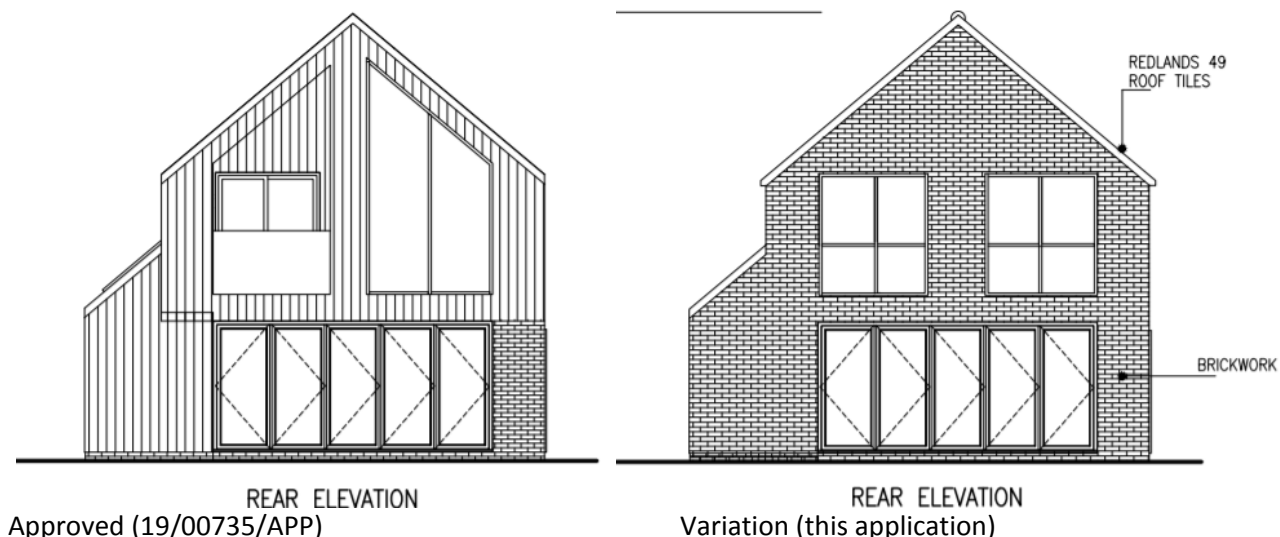 REDLANDS 49
ROOF TILES
BRICKWORK
REAR ELEVATION
REAR ELEVATION
Approved (19/00735/APP)
Variation (this application)